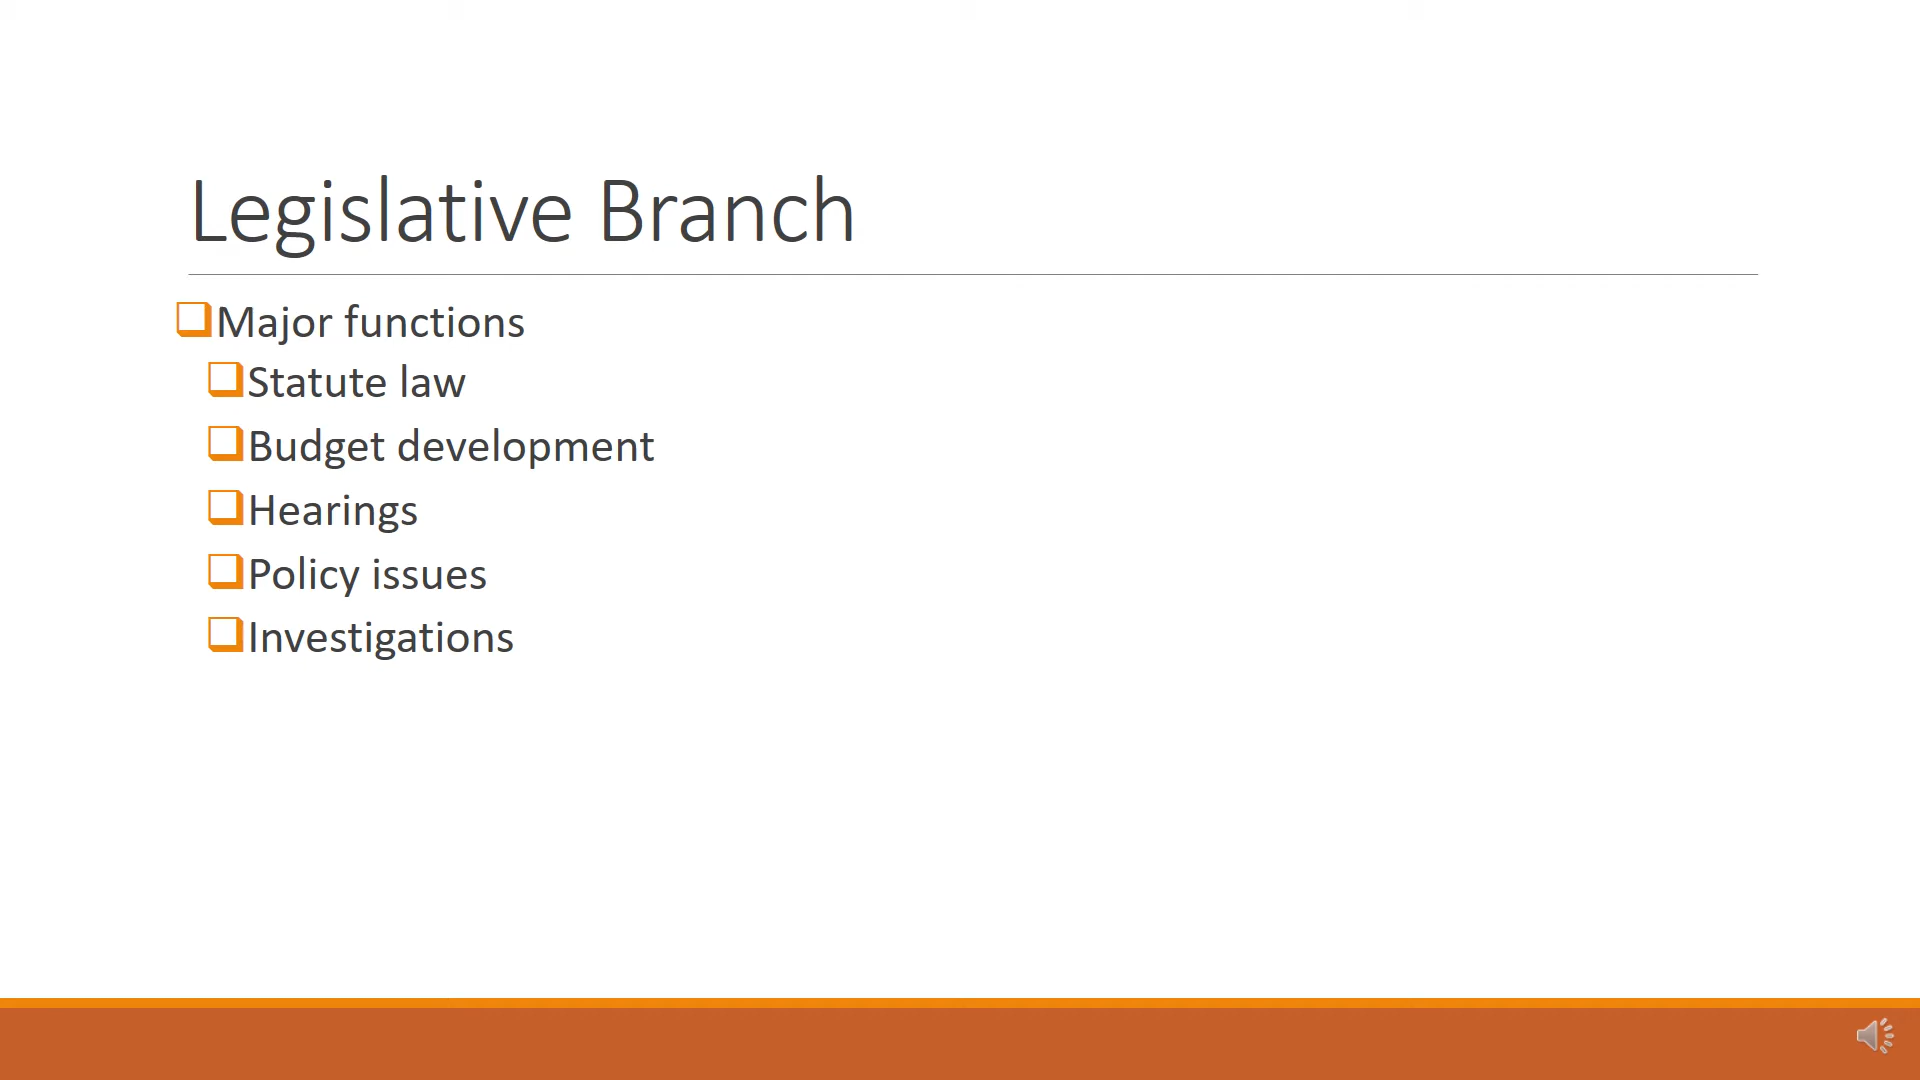 Legislative Branch
Major functions
Statute law
Budget development
Hearings
Policy issues
Investigations